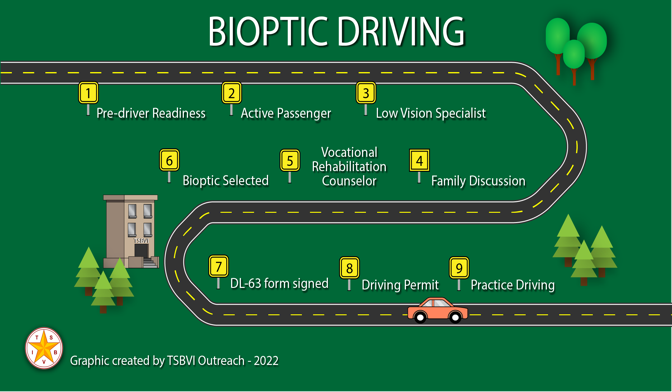 BIOPTIC DRIVING
1 Pre-driver Readiness
2 Active Passenger
3 Low Vision Specialist
4 Family Discussion
5 Vocational
Rehabilitation
Counselor
6 Bioptic Selected
TSBVI
7 DL-63 form signed
8 Driving Permit
9 Practice Driving
T S B V I
Graphic created by TSBVI Outreach - 2022